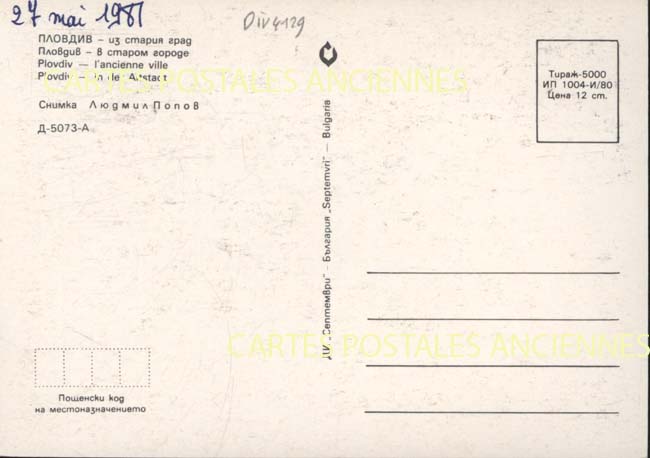 27 mai 1981
Div 4129
ПЛОВДИВ – из стария град
Пловдив – в старом городе
Plovdiv — l'ancienne ville
Plovdiv Altstadt
Снимка Людмил Попов
Д-5073-А
CARTES POSTALES ANCIENNES
Тираж-5000
ИП 1004-И/80
Цена 12 ст.
ДИ „Септември" – България „Septemvri" – Bulgaria
CARTES POSTALES ANCIENNES
Пощенски код
на местоназначението